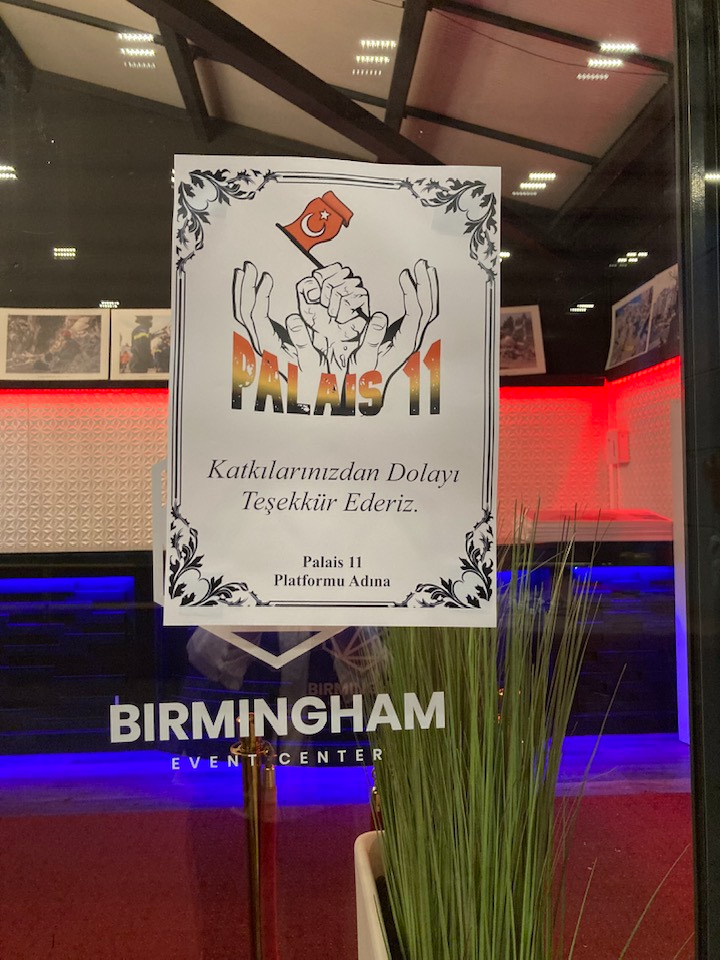 PALAIS 11
Katkılarınızdan Dolayı
Teşekkür Ederiz.
Palais 11
Platformu Adına
BIRMINGHAM
EVENT CENTER